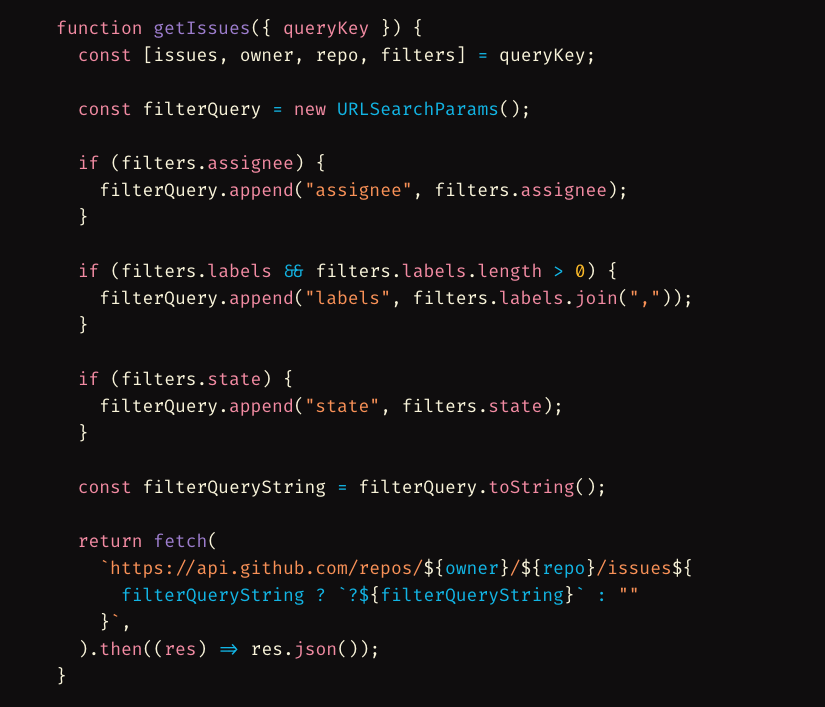 function getIssues({ queryKey }) {
  const [issues, owner, repo, filters] = queryKey;

  const filterQuery = new URLSearchParams();

  if (filters.assignee) {
    filterQuery.append("assignee", filters.assignee);
  }

  if (filters.labels && filters.labels.length > 0) {
    filterQuery.append("labels", filters.labels.join(","));
  }

  if (filters.state) {
    filterQuery.append("state", filters.state);
  }

  const filterQueryString = filterQuery.toString();

  return fetch(
    `https://api.github.com/repos/${owner}/${repo}/issues${
      filterQueryString ? `?${filterQueryString}` : ""
    }`,
  ).then((res) => res.json());
}